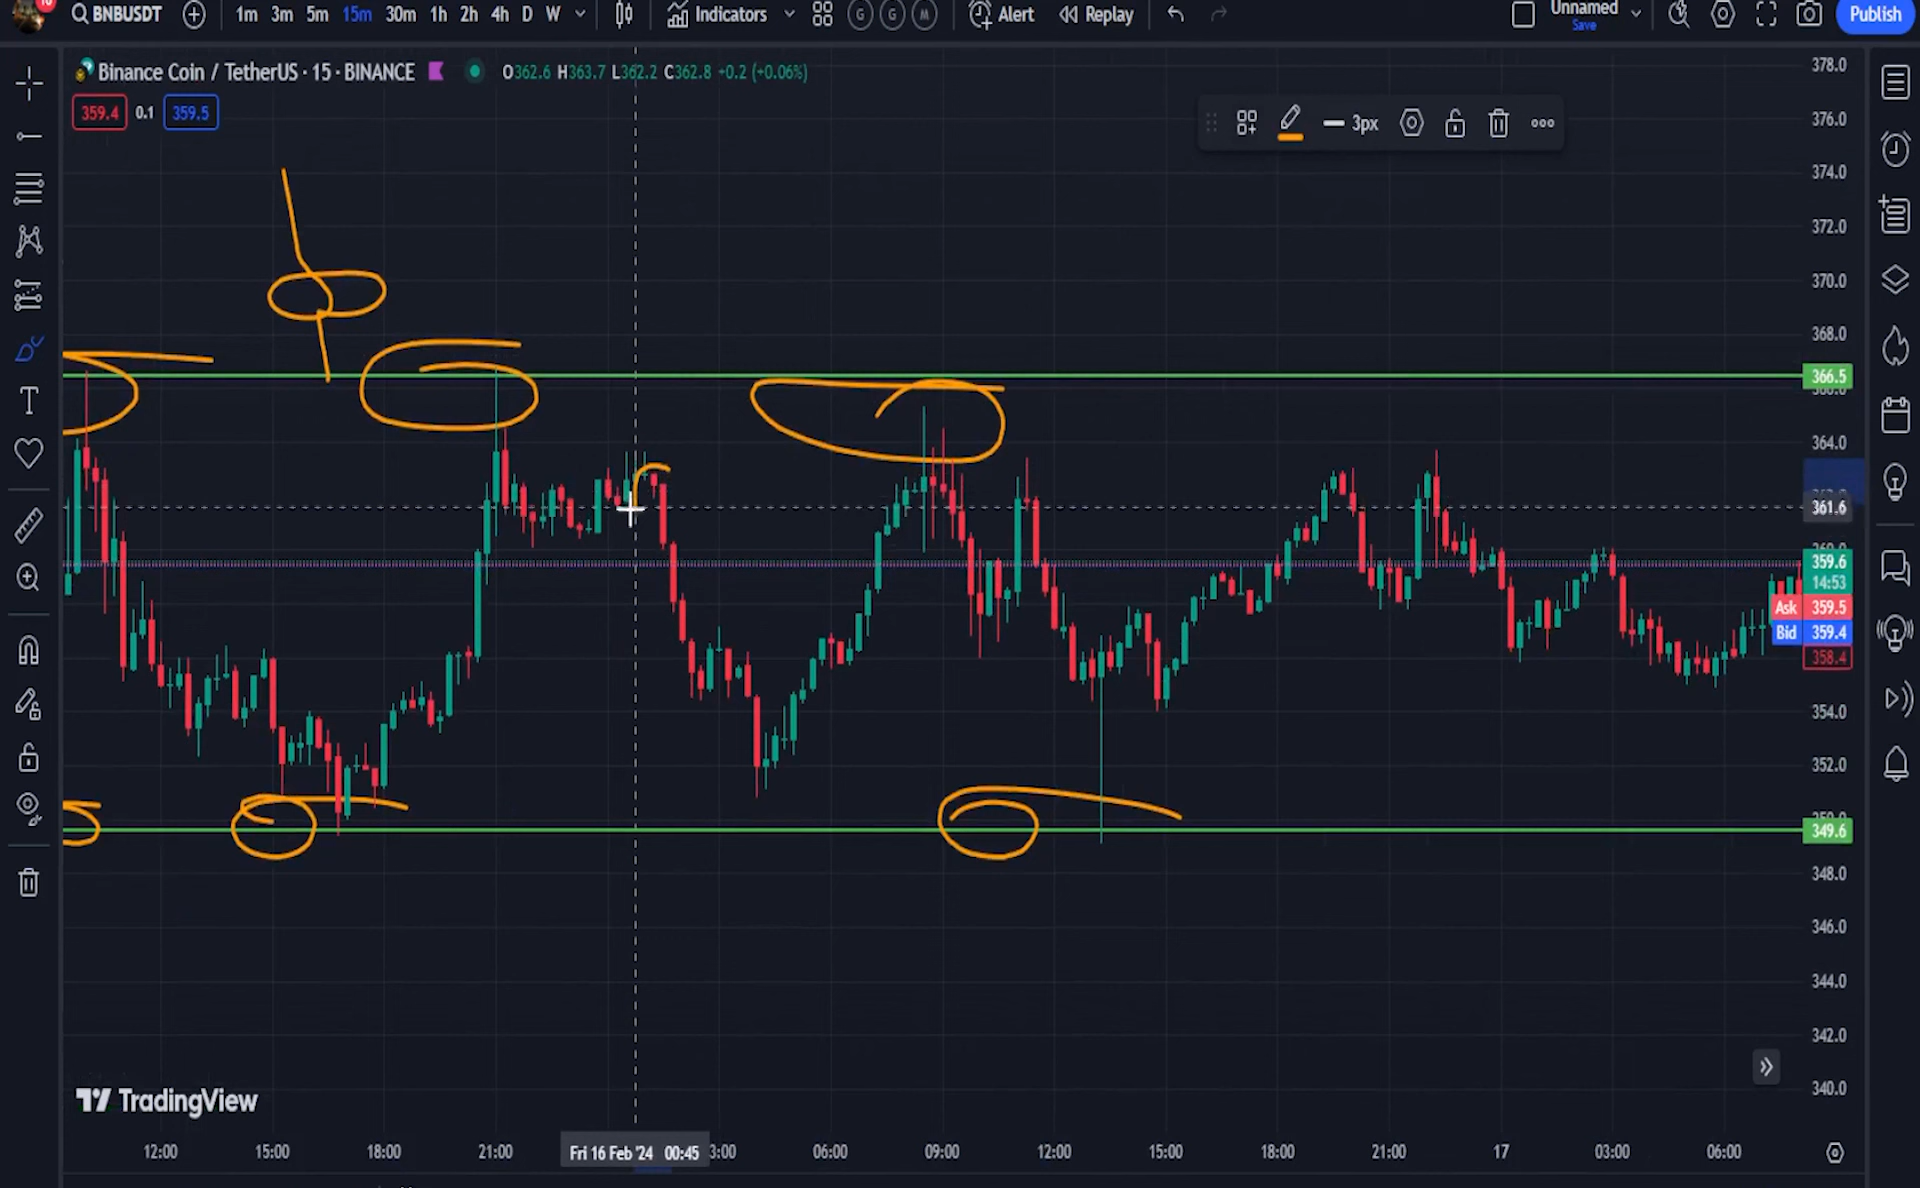 10
BNBUSDT 1m 3m 5m 15m 30m 1h 2h 4h D W Indicators G G M Alert Replay Unnamed Save Publish
Binance Coin / TetherUS · 15 · BINANCE O362.6 H363.7 L362.2 C362.8 +0.2 (+0.06%)
359.4 0.1 359.5
3px
T
378.0
376.0
374.0
372.0
370.0
368.0
366.5
364.0
361.6
359.6
14:53
Ask 359.5
Bid 359.4
358.4
354.0
352.0
349.6
348.0
346.0
344.0
342.0
340.0
TradingView
12:00 15:00 18:00 21:00 Fri 16 Feb '24 00:45 3:00 06:00 09:00 12:00 15:00 18:00 21:00 17 03:00 06:00